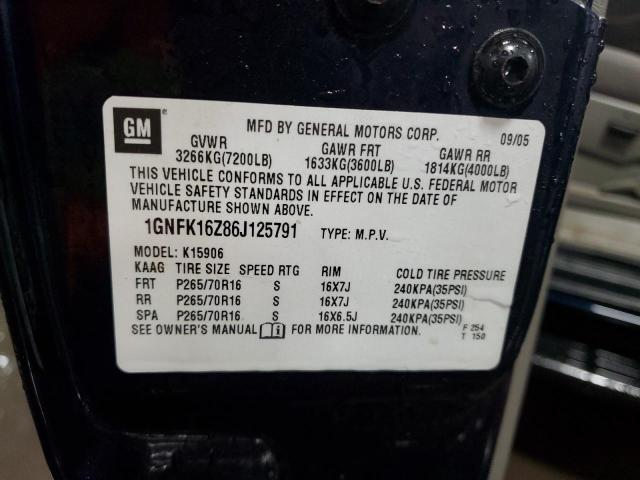 GM
MFD BY GENERAL MOTORS CORP. 09/05
GVWR GAWR FRT GAWR RR
3266KG(7200LB) 1633KG(3600LB) 1814KG(4000LB)
THIS VEHICLE CONFORMS TO ALL APPLICABLE U.S. FEDERAL MOTOR
VEHICLE SAFETY STANDARDS IN EFFECT ON THE DATE OF
MANUFACTURE SHOWN ABOVE.
1GNFK16Z86J125791 TYPE: M.P.V.
MODEL: K15906
KAAG TIRE SIZE SPEED RTG RIM COLD TIRE PRESSURE
FRT P265/70R16 S 16X7J 240KPA(35PSI)
RR P265/70R16 S 16X7J 240KPA(35PSI)
SPA P265/70R16 S 16X6.5J 240KPA(35PSI)
SEE OWNER'S MANUAL FOR MORE INFORMATION. F 254
T 150